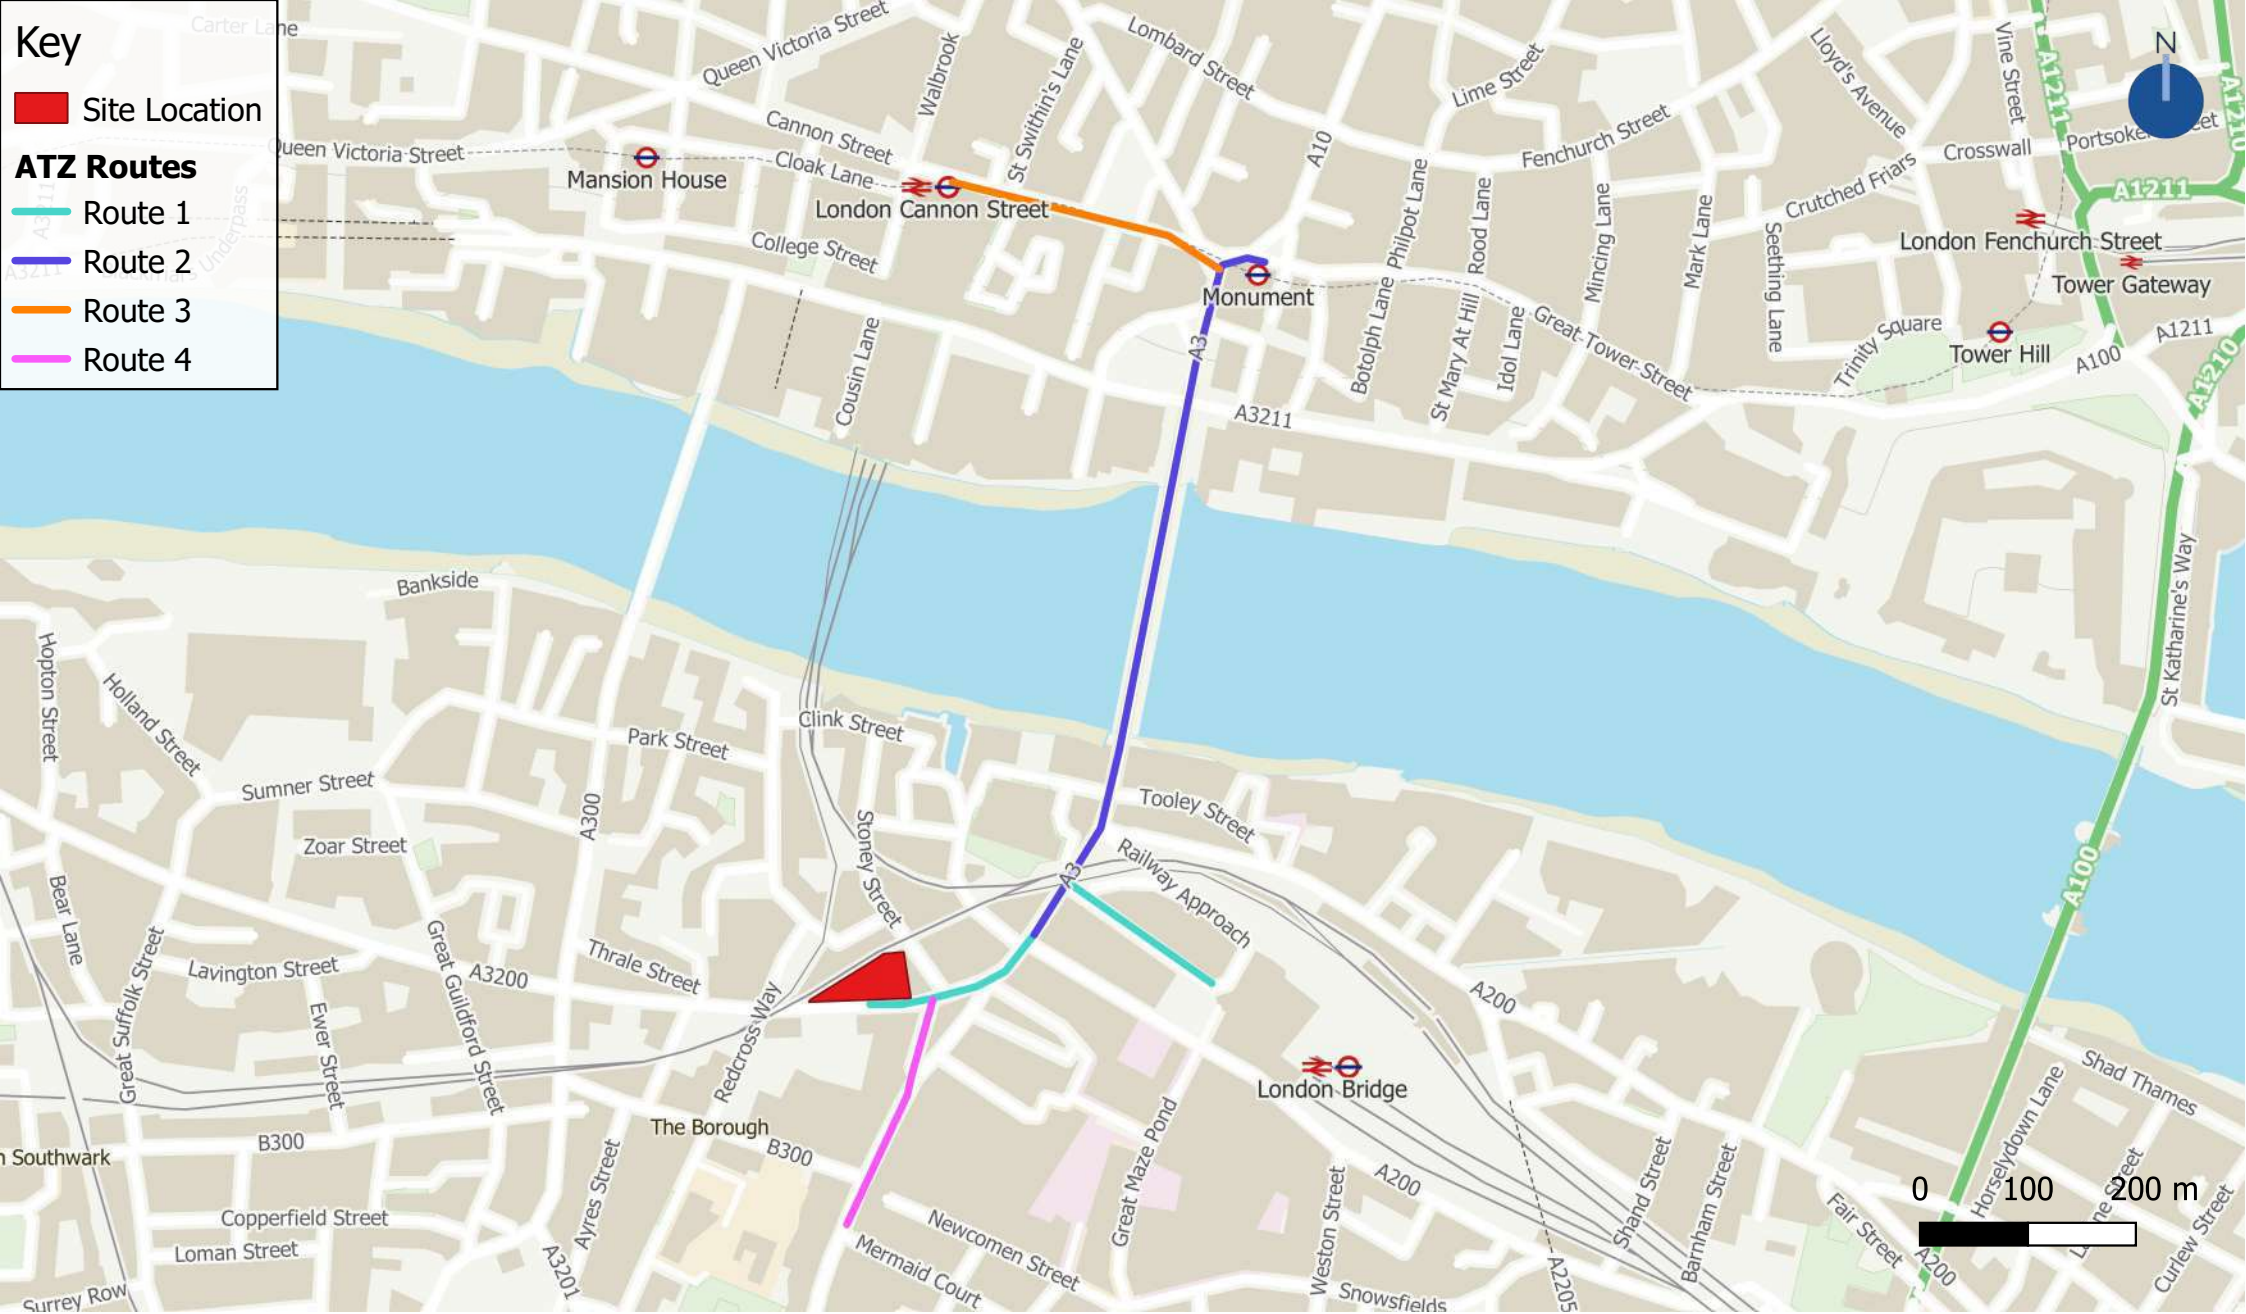 Key
Site Location
ATZ Routes
Route 1
Route 2
Route 3
Route 4
N
Carter Lane
Queen Victoria Street
Walbrook
St Swithin's Lane
Lombard Street
Lime Street
Lloyd's Avenue
Vine Street
A1211
A1210
Portsoken Street
Crosswall
A1211
Queen Victoria Street
Mansion House
Cannon Street
Cloak Lane
London Cannon Street
A10
Fenchurch Street
Crutched Friars
London Fenchurch Street
Tower Gateway
A3211
A3211
Underpass
College Street
Cousin Lane
Monument
Philpot Lane
Botolph Lane
Rood Lane
St Mary At Hill
Idol Lane
Mincing Lane
Mark Lane
Seething Lane
Great Tower Street
Trinity Square
Tower Hill
A100
A1211
A1210
A3
A3211
St Katharine's Way
Bankside
Hopton Street
Holland Street
Sumner Street
Zoar Street
Park Street
Clink Street
A300
Stoney Street
Tooley Street
Railway Approach
A3
A100
Bear Lane
Great Suffolk Street
Lavington Street
Ewer Street
Great Guildford Street
A3200
Thrale Street
Redcross Way
A200
London Bridge
The Borough
B300
B300
Southwark
Copperfield Street
Loman Street
Surrey Row
Ayres Street
A3201
Mermaid Court
Newcomen Street
Great Maze Pond
Weston Street
Snowsfields
A200
A2205
Shand Street
Barnham Street
Fair Street
A200
Horselydown Lane
Shad Thames
Curlew Street
0 100 200 m